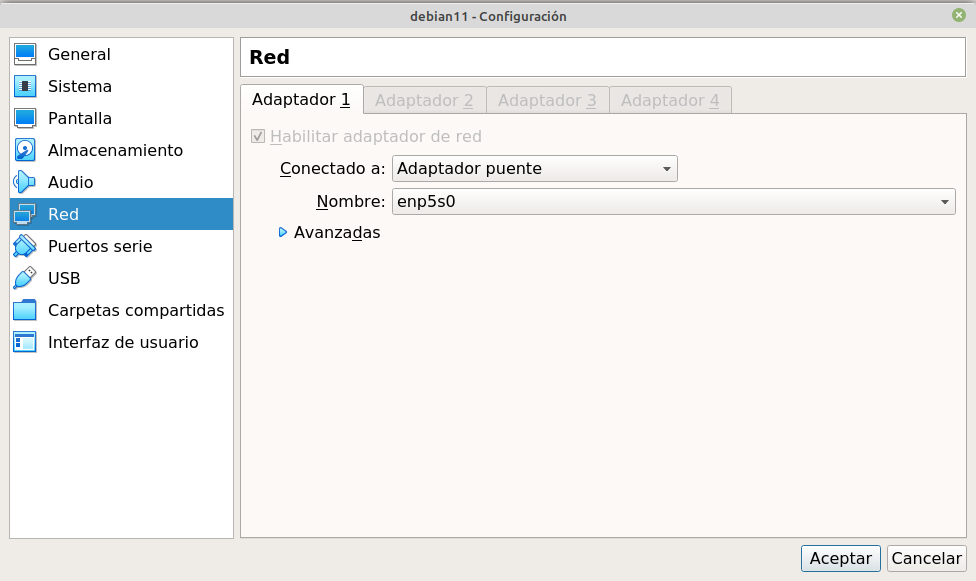 debian11 - Configuración
General
Sistema
Pantalla
Almacenamiento
Audio
Red
Puertos serie
USB
Carpetas compartidas
Interfaz de usuario
Red
Adaptador 1 Adaptador 2 Adaptador 3 Adaptador 4
Habilitar adaptador de red
Conectado a: Adaptador puente
Nombre: enp5s0
Avanzadas
Aceptar Cancelar